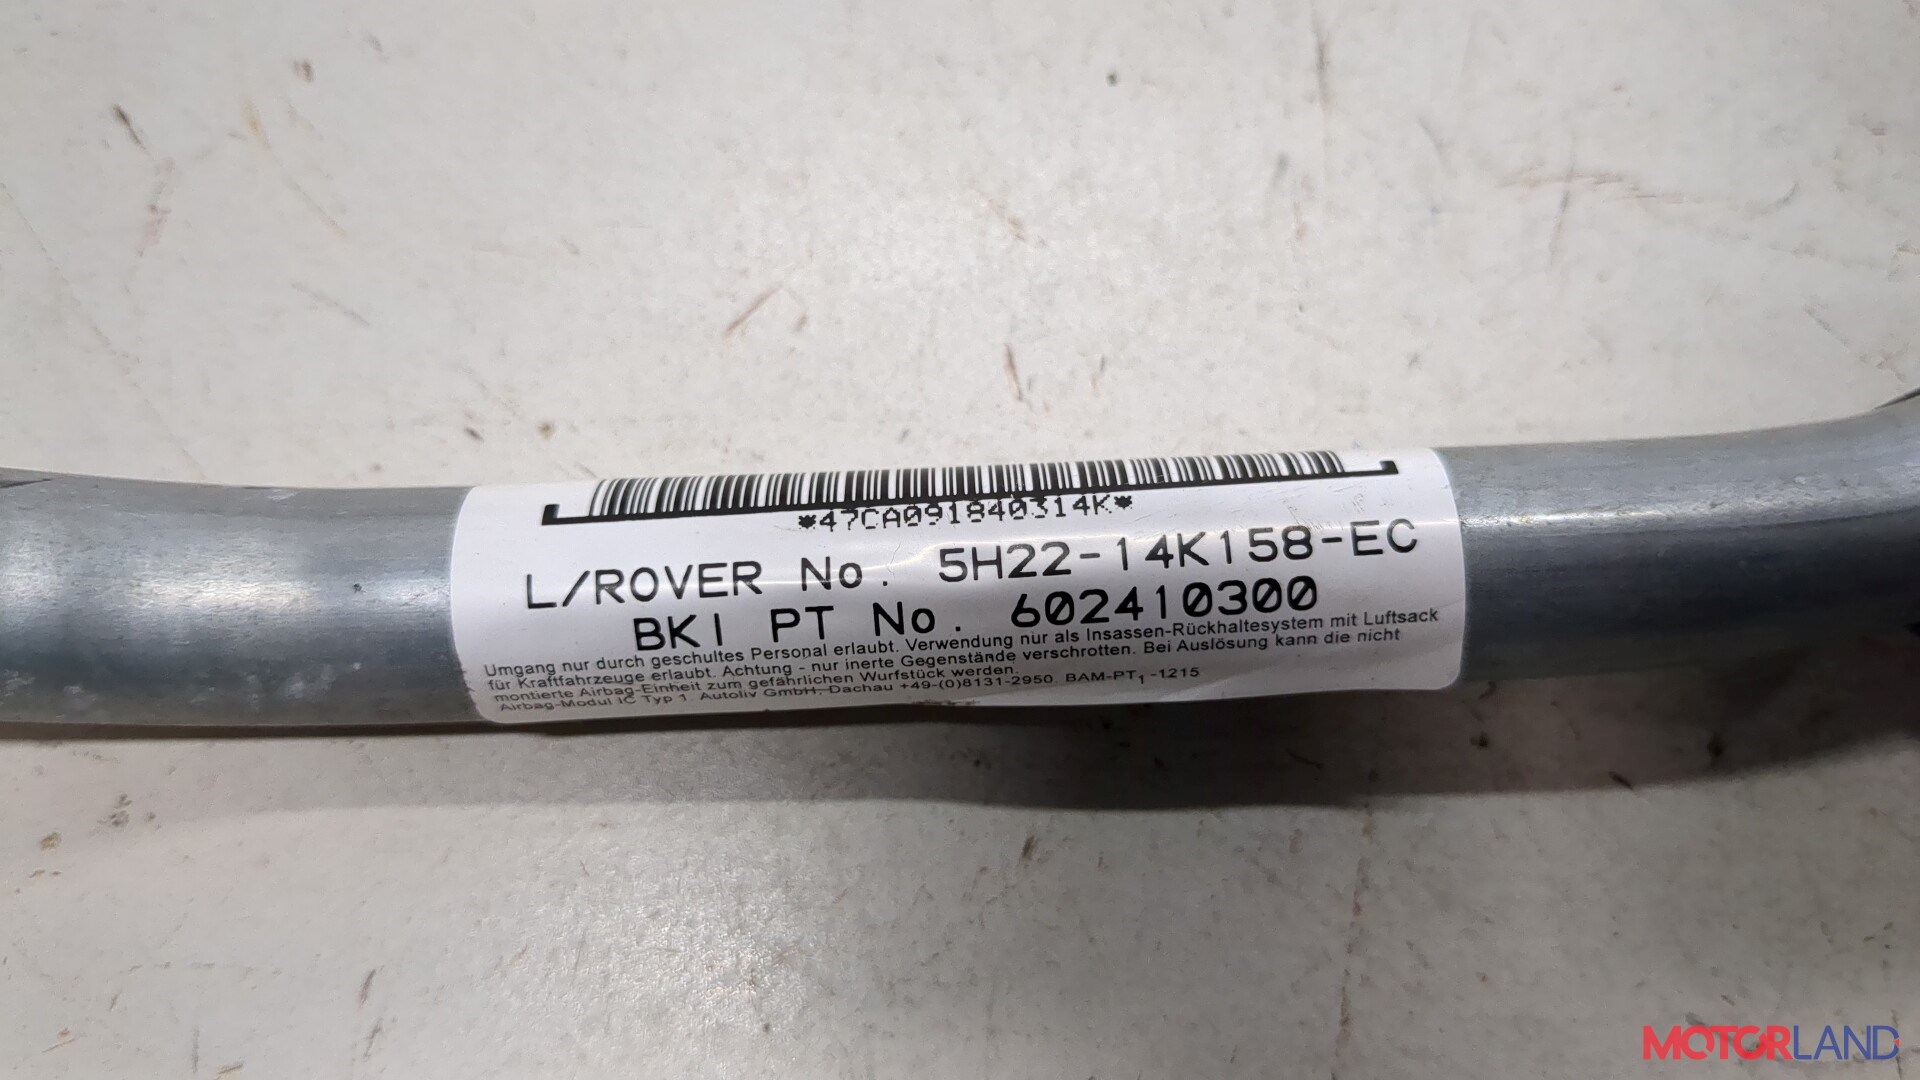 *47CA091840314K*
L/ROVER No. 5H22-14K158-EC
BKI PT No. 602410300
Umgang nur durch geschultes Personal erlaubt. Verwendung nur als Insassen-Rückhaltesystem mit Luftsack
für Kraftfahrzeuge erlaubt. Achtung - nur inerte Gegenstände verschrotten. Bei Auslösung kann die nicht
montierte Airbag-Einheit zum gefährlichen Wurfstück werden.
Airbag-Modul IC Typ 1. Autoliv GmbH, Dachau +49-(0)8131-2950. BAM-PT₁-1215
MOTORLAND